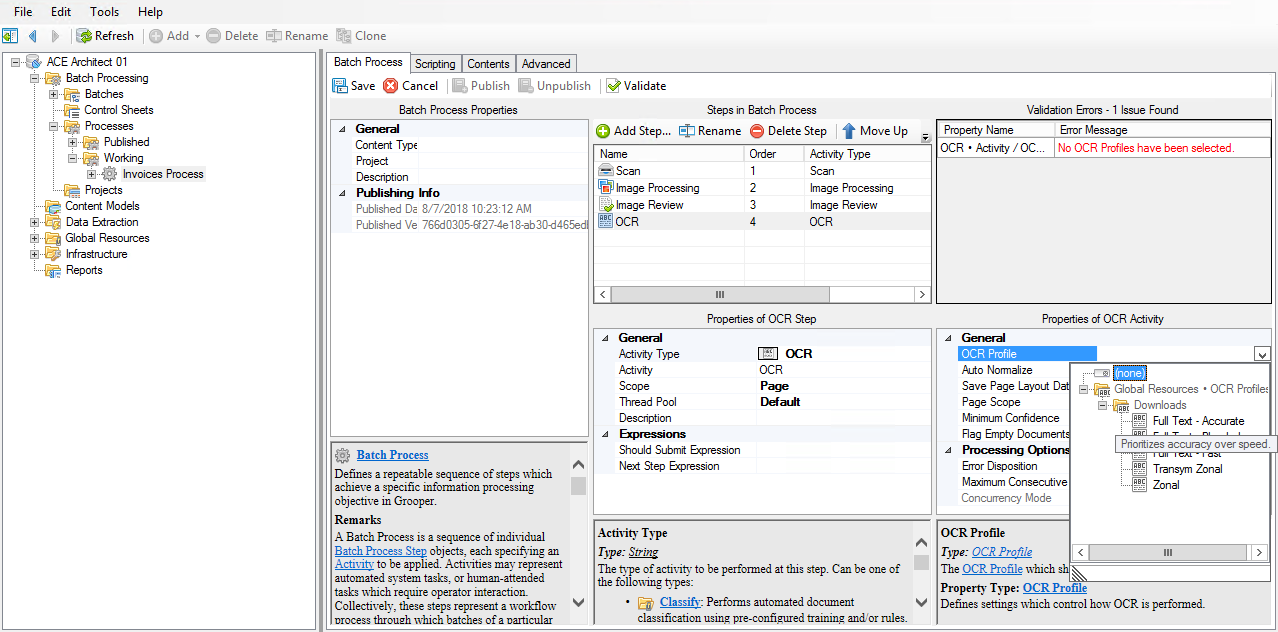 File Edit Tools Help
Refresh Add Delete Rename Clone
ACE Architect 01
Batch Processing
Batches
Control Sheets
Processes
Published
Working
Invoices Process
Projects
Content Models
Data Extraction
Global Resources
Infrastructure
Reports
Batch Process Scripting Contents Advanced
Save Cancel Publish Unpublish Validate
Batch Process Properties
General
Content Type
Project
Description
Publishing Info
Published Da 8/7/2018 10:23:12 AM
Published Ve 766d0305-6f27-4e18-ab30-d465edl
Batch Process
Defines a repeatable sequence of steps which
achieve a specific information processing
objective in Grooper.
Remarks
A Batch Process is a sequence of individual
Batch Process Step objects, each specifying an
Activity to be applied. Activities may represent
automated system tasks, or human-attended
tasks which require operator interaction.
Collectively, these steps represent a workflow
process through which batches of a particular
Steps in Batch Process
Add Step... Rename Delete Step Move Up
Name Order Activity Type
Scan 1 Scan
Image Processing 2 Image Processing
Image Review 3 Image Review
OCR 4 OCR
Properties of OCR Step
General
Activity Type OCR
Activity OCR
Scope Page
Thread Pool Default
Description
Expressions
Should Submit Expression
Next Step Expression
Activity Type
Type: String
The type of activity to be performed at this step. Can be one of
the following types:
• Classify: Performs automated document
classification using pre-configured training and/or rules.
Validation Errors - 1 Issue Found
Property Name Error Message
OCR • Activity / OC... No OCR Profiles have been selected.
Properties of OCR Activity
General
OCR Profile
Auto Normalize
Save Page Layout Dat
Page Scope
Minimum Confidence
Flag Empty Documents
Processing Options
Error Disposition
Maximum Consecutive
Concurrency Mode
(none)
Global Resources • OCR Profiles
Downloads
Full Text - Accurate
Prioritizes accuracy over speed.
Full Text - Fast
Transym Zonal
Zonal
OCR Profile
Type: OCR Profile
The OCR Profile which sh
Property Type: OCR Profile
Defines settings which control how OCR is performed.